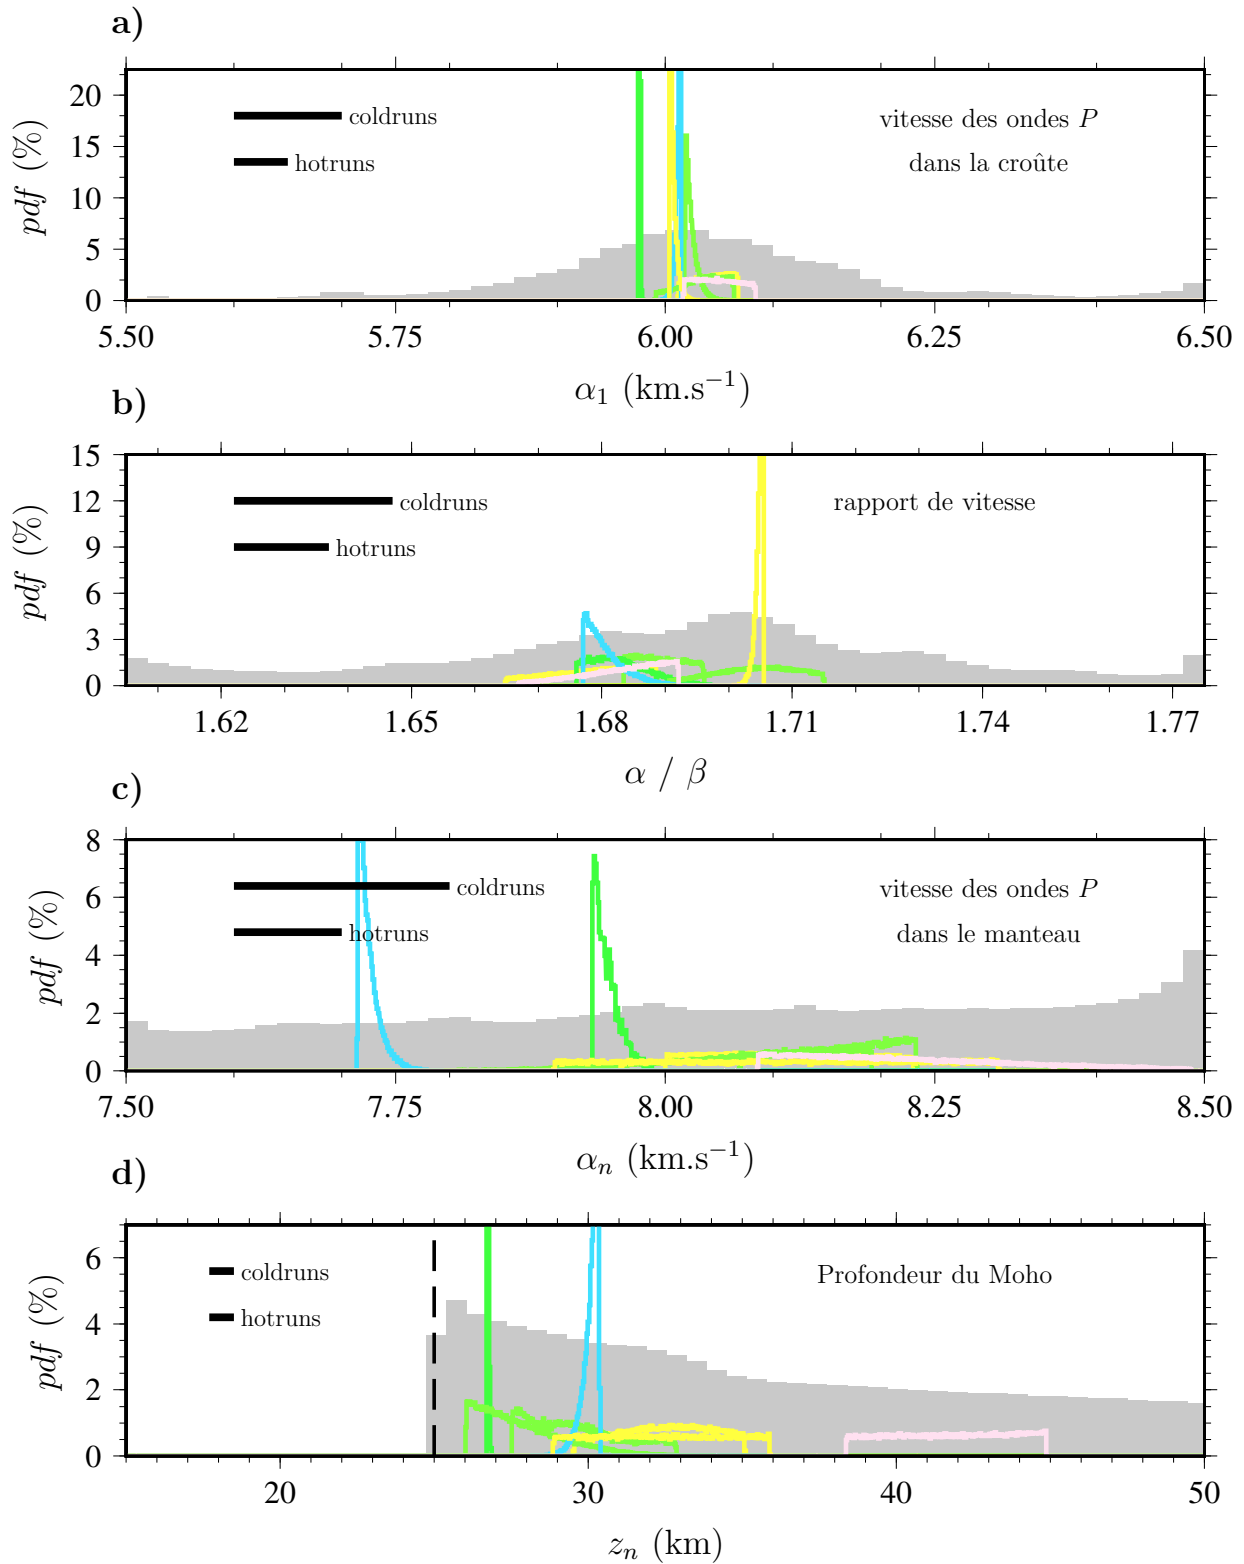 a)
pdf (%)
20
15
10
5
0
coldruns
hotruns
vitesse des ondes P
dans la croûte
5.50 5.75 6.00 6.25 6.50
α₁ (km.s⁻¹)
b)
pdf (%)
15
12
9
6
3
0
coldruns
hotruns
rapport de vitesse
1.62 1.65 1.68 1.71 1.74 1.77
α / β
c)
pdf (%)
8
6
4
2
0
coldruns
hotruns
vitesse des ondes P
dans le manteau
7.50 7.75 8.00 8.25 8.50
αₙ (km.s⁻¹)
d)
pdf (%)
6
4
2
0
coldruns
hotruns
Profondeur du Moho
20 30 40 50
zₙ (km)